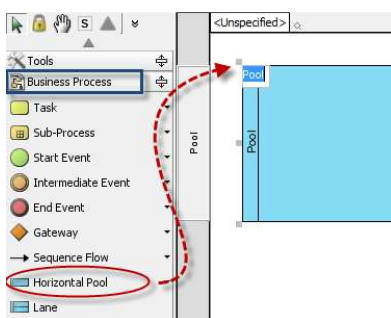 S
<Unspecified>
Tools
Business Process
Task
Sub-Process
Start Event
Intermediate Event
End Event
Gateway
Sequence Flow
Horizontal Pool
Lane
Pool
Pool
Pool